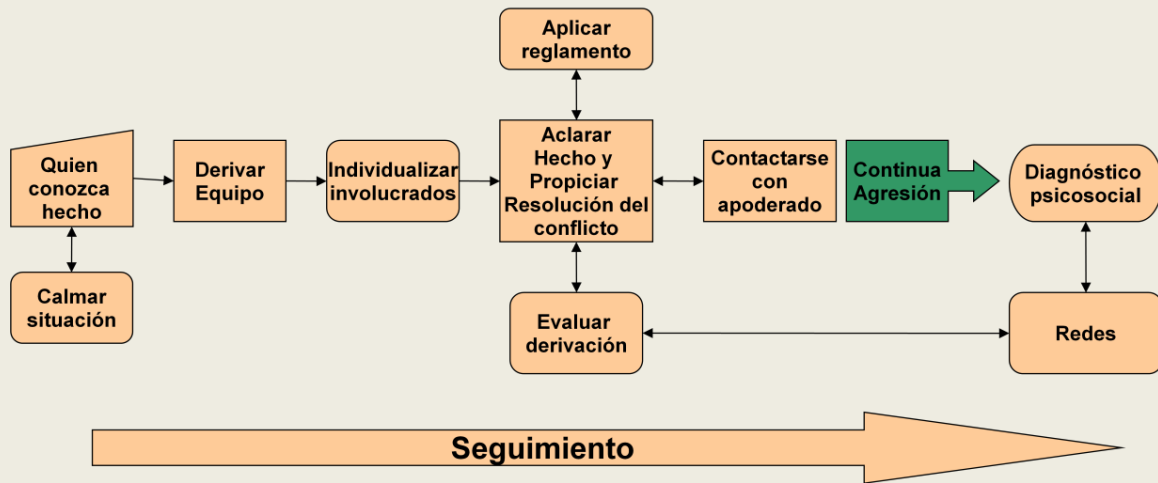 Aplicar
reglamento
Quien
conozca
hecho
Derivar
Equipo
Individualizar
involucrados
Aclarar
Hecho y
Propiciar
Resolución del
conflicto
Contactarse
con
apoderado
Continua
Agresión
Diagnóstico
psicosocial
Calmar
situación
Evaluar
derivación
Redes
Seguimiento